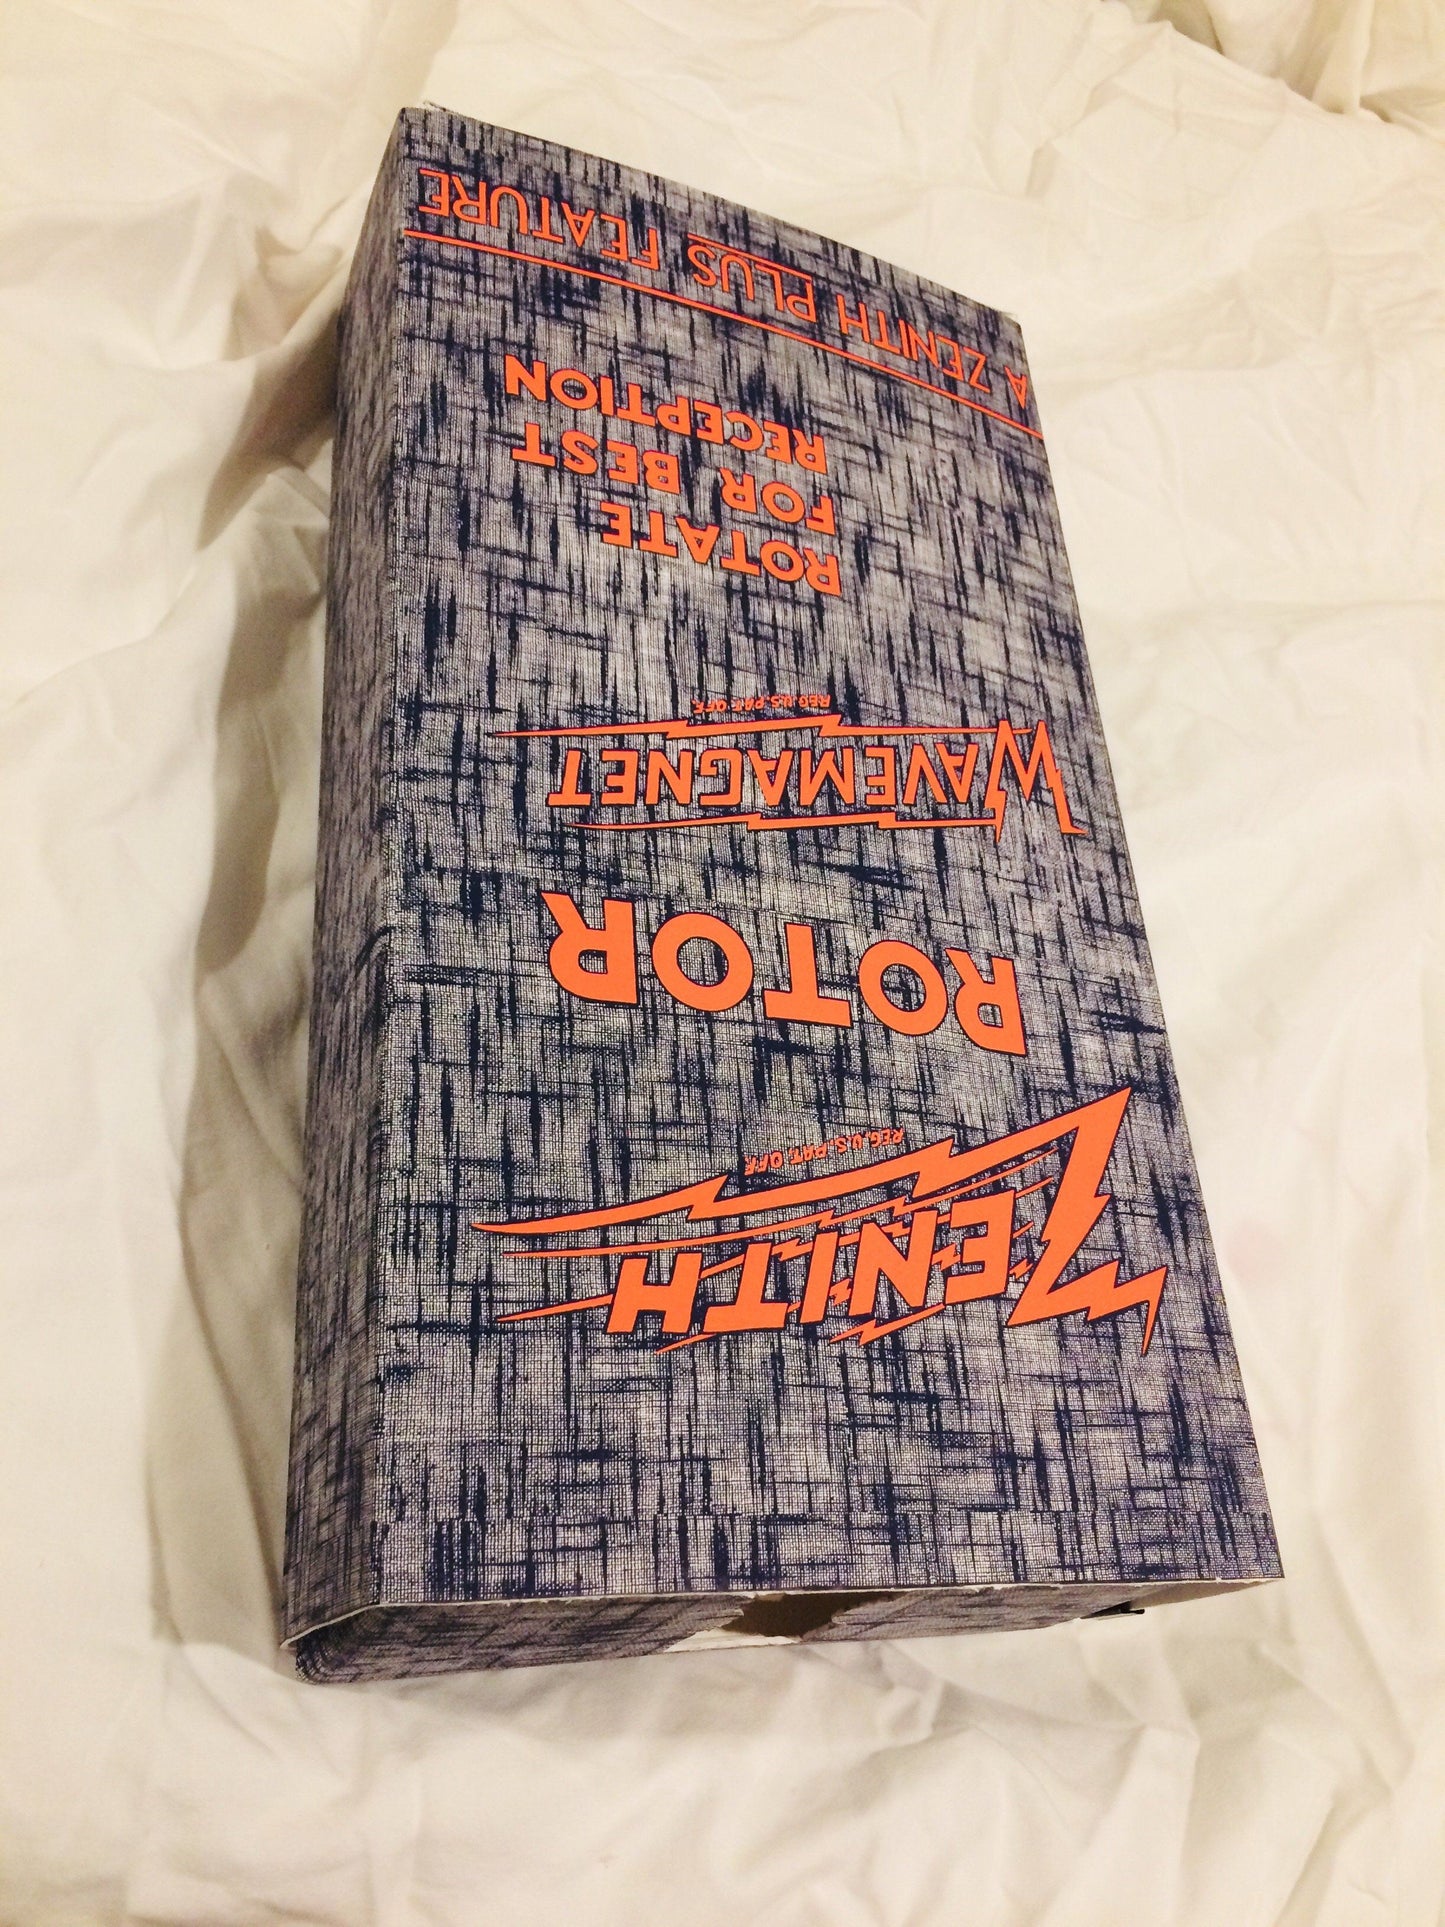 ZENITH
REG. U.S. PAT. OFF.
ROTOR
WAVEMAGNET
REG. U.S. PAT. OFF.
ROTATE
FOR BEST
RECEPTION
A ZENITH PLUS FEATURE